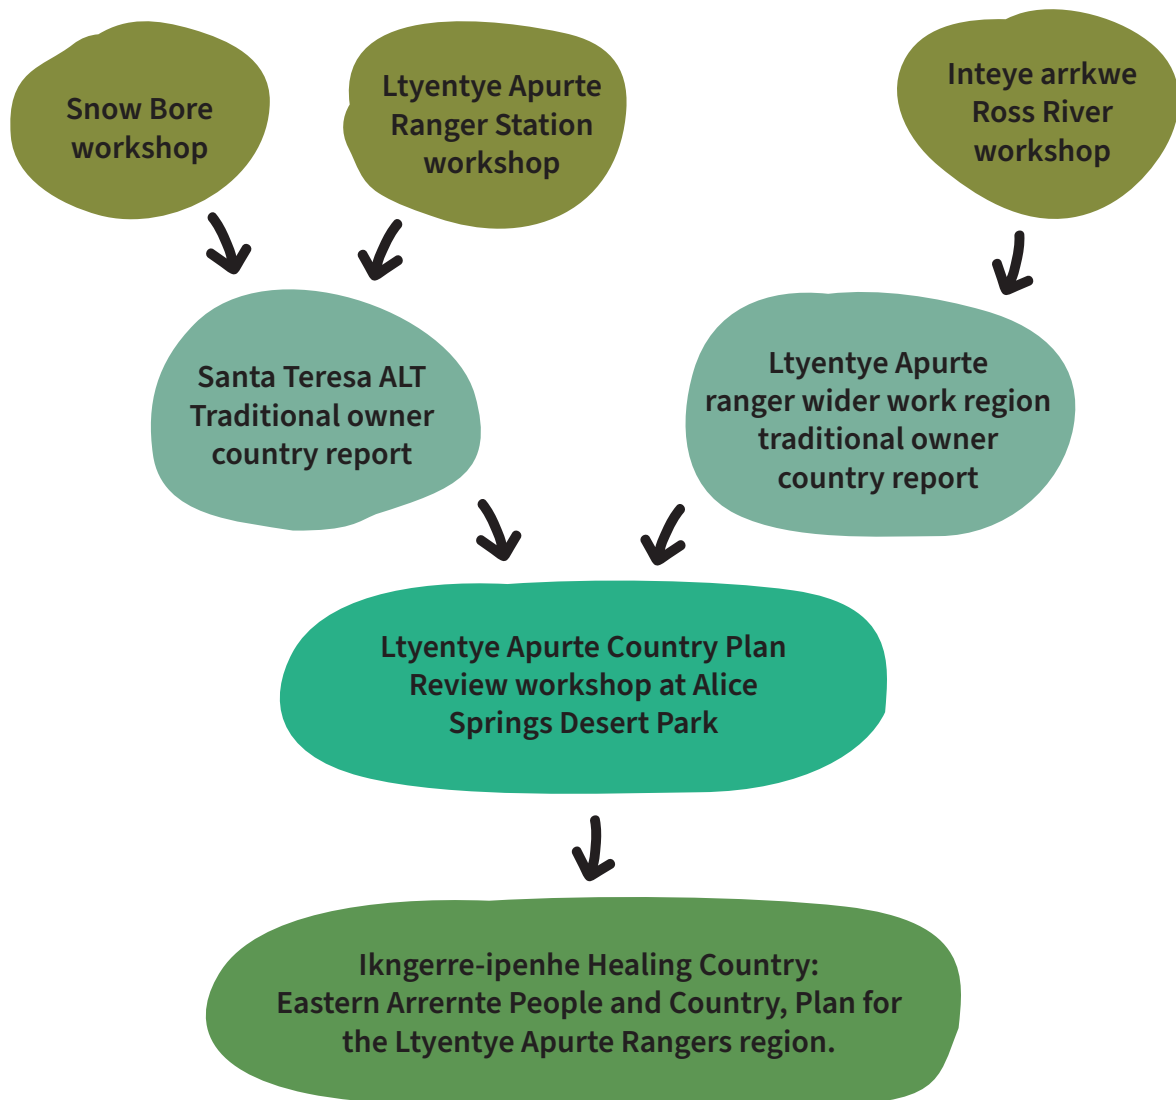 Snow Bore
workshop
Ltyentye Apurte
Ranger Station
workshop
Inteye arrkwe
Ross River
workshop
Santa Teresa ALT
Traditional owner
country report
Ltyentye Apurte
ranger wider work region
traditional owner
country report
Ltyentye Apurte Country Plan
Review workshop at Alice
Springs Desert Park
Ikngerre-ipenhe Healing Country:
Eastern Arrernte People and Country, Plan for
the Ltyentye Apurte Rangers region.